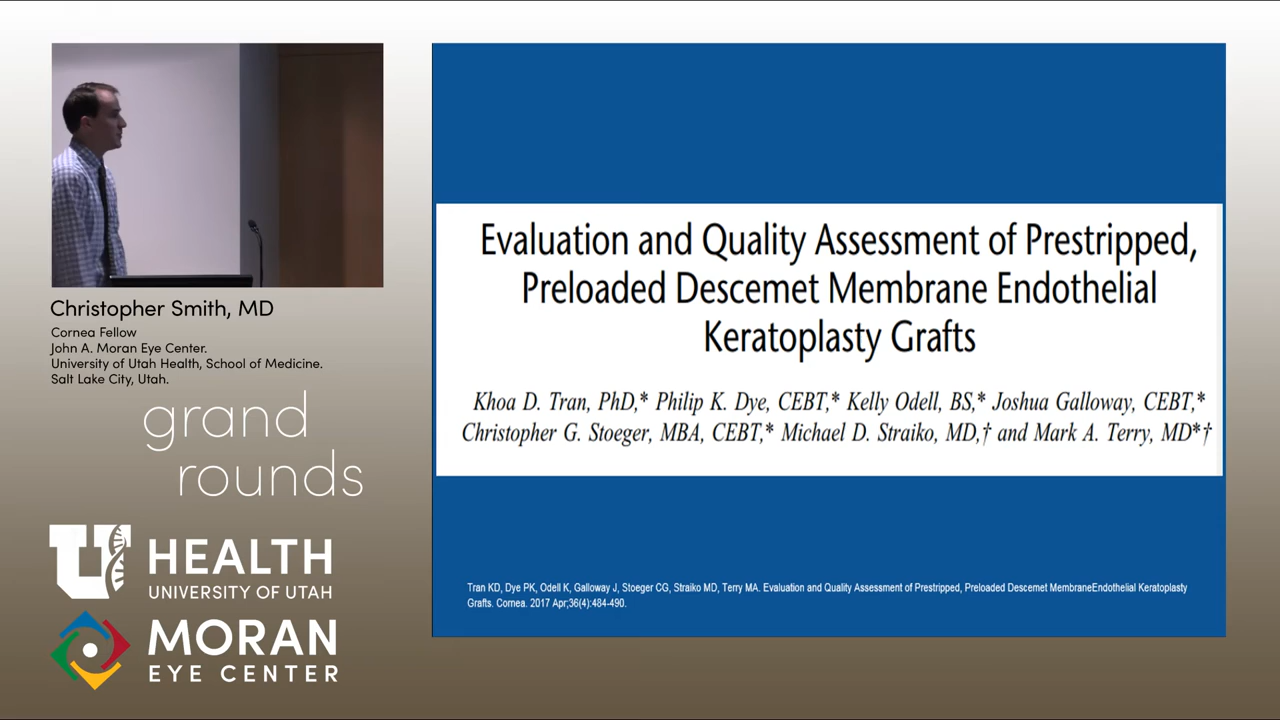 Christopher Smith, MD
Cornea Fellow
John A. Moran Eye Center.
University of Utah Health, School of Medicine.
Salt Lake City, Utah.
grand
rounds
U HEALTH
UNIVERSITY OF UTAH
MORAN
EYE CENTER
Evaluation and Quality Assessment of Prestripped,
Preloaded Descemet Membrane Endothelial
Keratoplasty Grafts
Khoa D. Tran, PhD,* Philip K. Dye, CEBT,* Kelly Odell, BS,* Joshua Galloway, CEBT,*
Christopher G. Stoeger, MBA, CEBT,* Michael D. Straiko, MD,† and Mark A. Terry, MD*†
Tran KD, Dye PK, Odell K, Galloway J, Stoeger CG, Straiko MD, Terry MA. Evaluation and Quality Assessment of Prestripped, Preloaded Descemet MembraneEndothelial Keratoplasty
Grafts. Cornea. 2017 Apr;36(4):484-490.